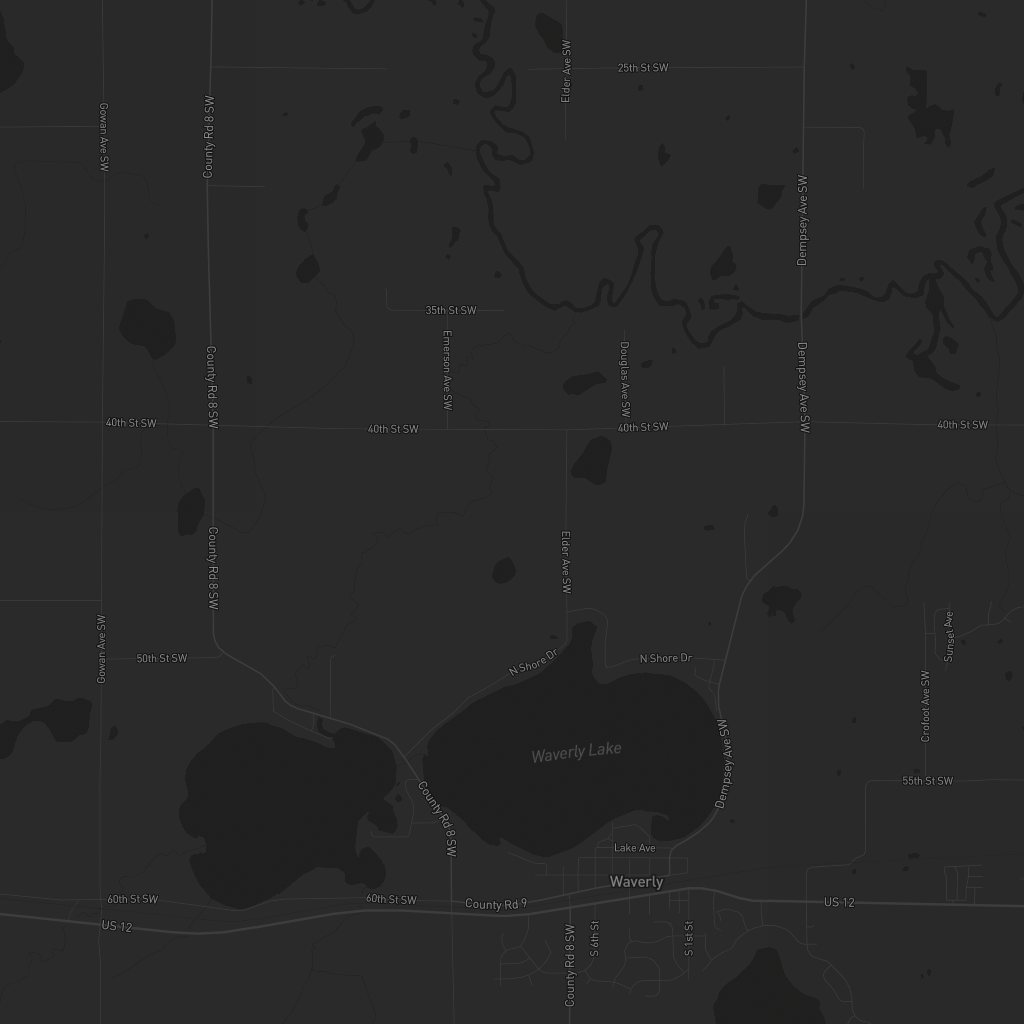 25th St SW
Elder Ave SW
County Rd 8 SW
Gowan Ave SW
Dempsey Ave SW
35th St SW
Emerson Ave SW
Douglas Ave SW
County Rd 8 SW
Dempsey Ave SW
40th St SW
40th St SW
40th St SW
40th St SW
County Rd 8 SW
Elder Ave SW
Gowan Ave SW
Sunset Ave
50th St SW
N Shore Dr
N Shore Dr
Crofoot Ave SW
Dempsey Ave SW
Waverly Lake
55th St SW
County Rd 8 SW
Lake Ave
Waverly
60th St SW
60th St SW
County Rd 9
US 12
US 12
County Rd 8 SW
S 6th St
S 1st St